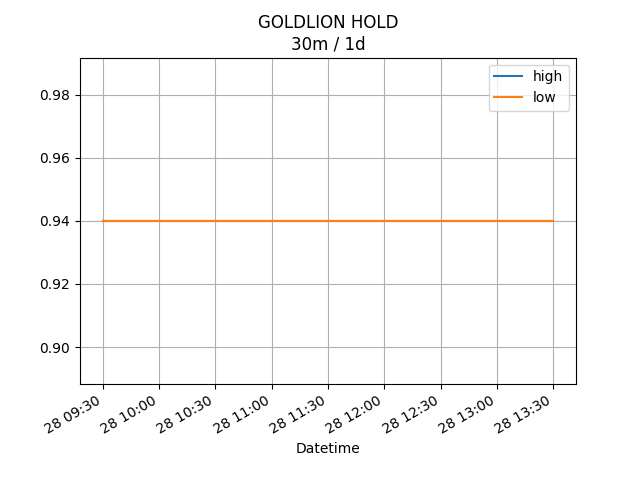 GOLDLION HOLD
30m / 1d
high
low
0.98
0.96
0.94
0.92
0.90
28 09:30
28 10:00
28 10:30
28 11:00
28 11:30
28 12:00
28 12:30
28 13:00
28 13:30
Datetime